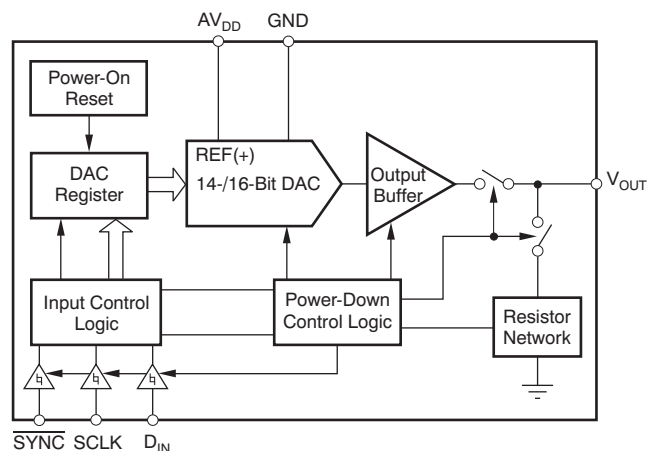 AVDD GND
Power-On
Reset
DAC
Register
REF(+)
14-/16-Bit DAC
Output
Buffer
VOUT
Input Control
Logic
Power-Down
Control Logic
Resistor
Network
SYNC SCLK DIN